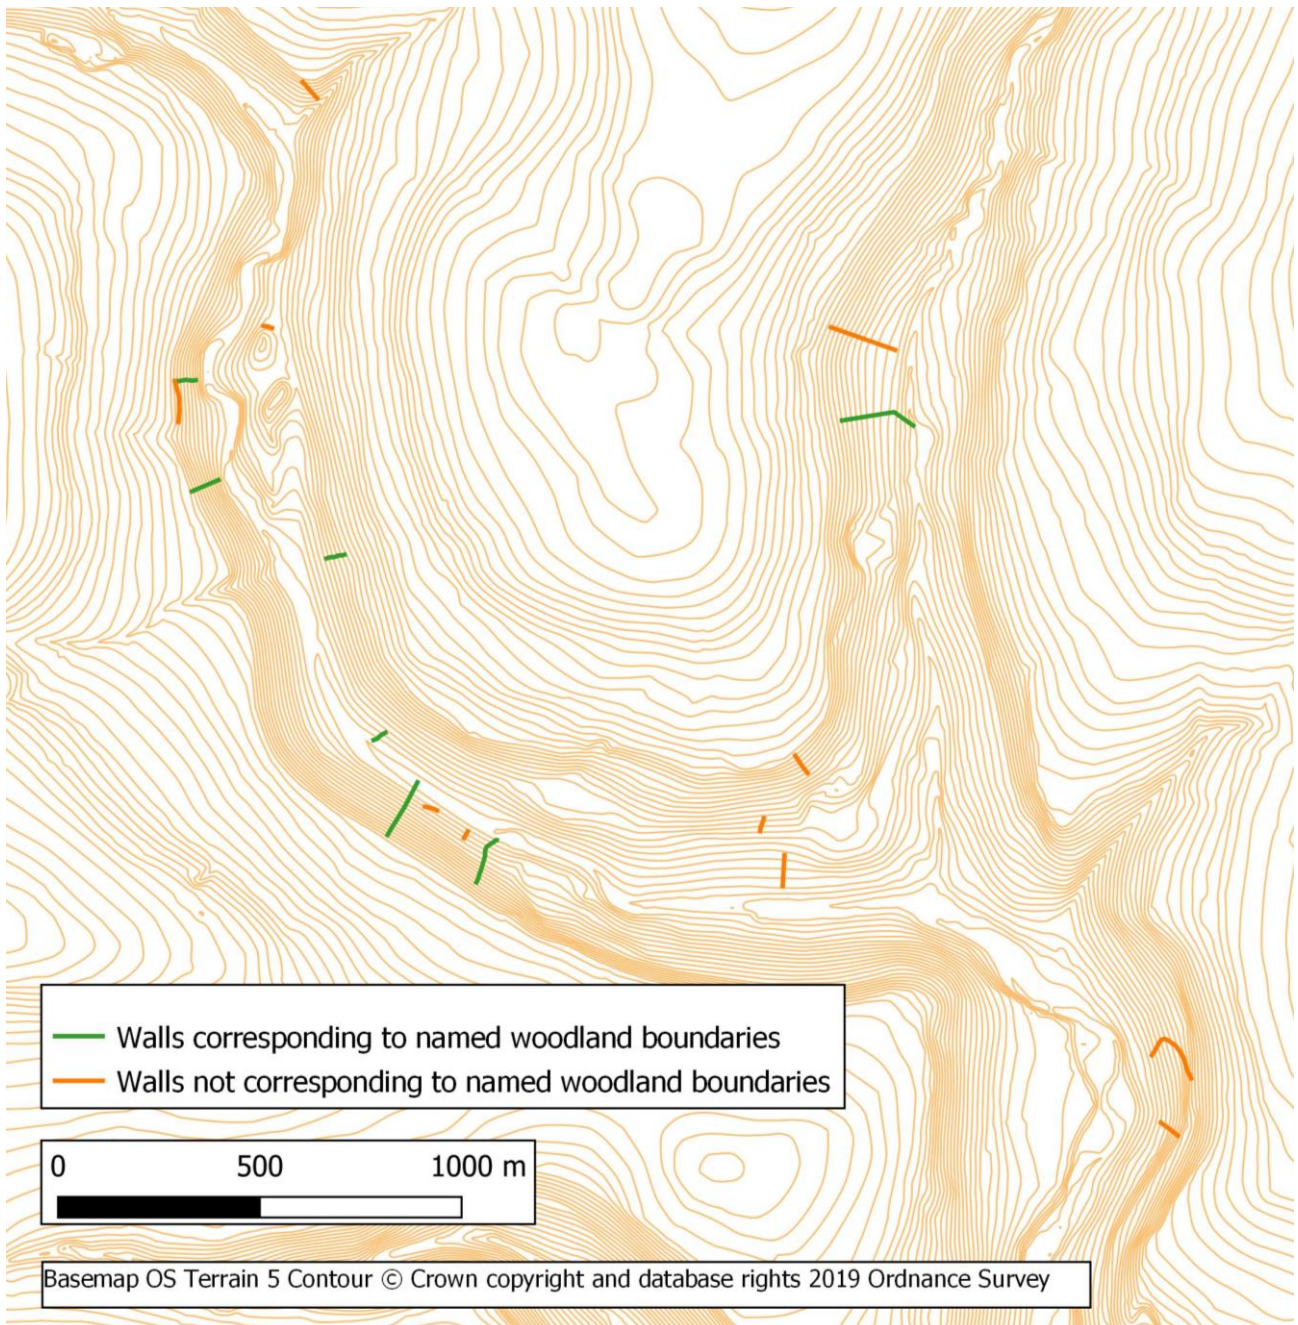 Walls corresponding to named woodland boundaries
Walls not corresponding to named woodland boundaries
0 500 1000 m
Basemap OS Terrain 5 Contour © Crown copyright and database rights 2019 Ordnance Survey